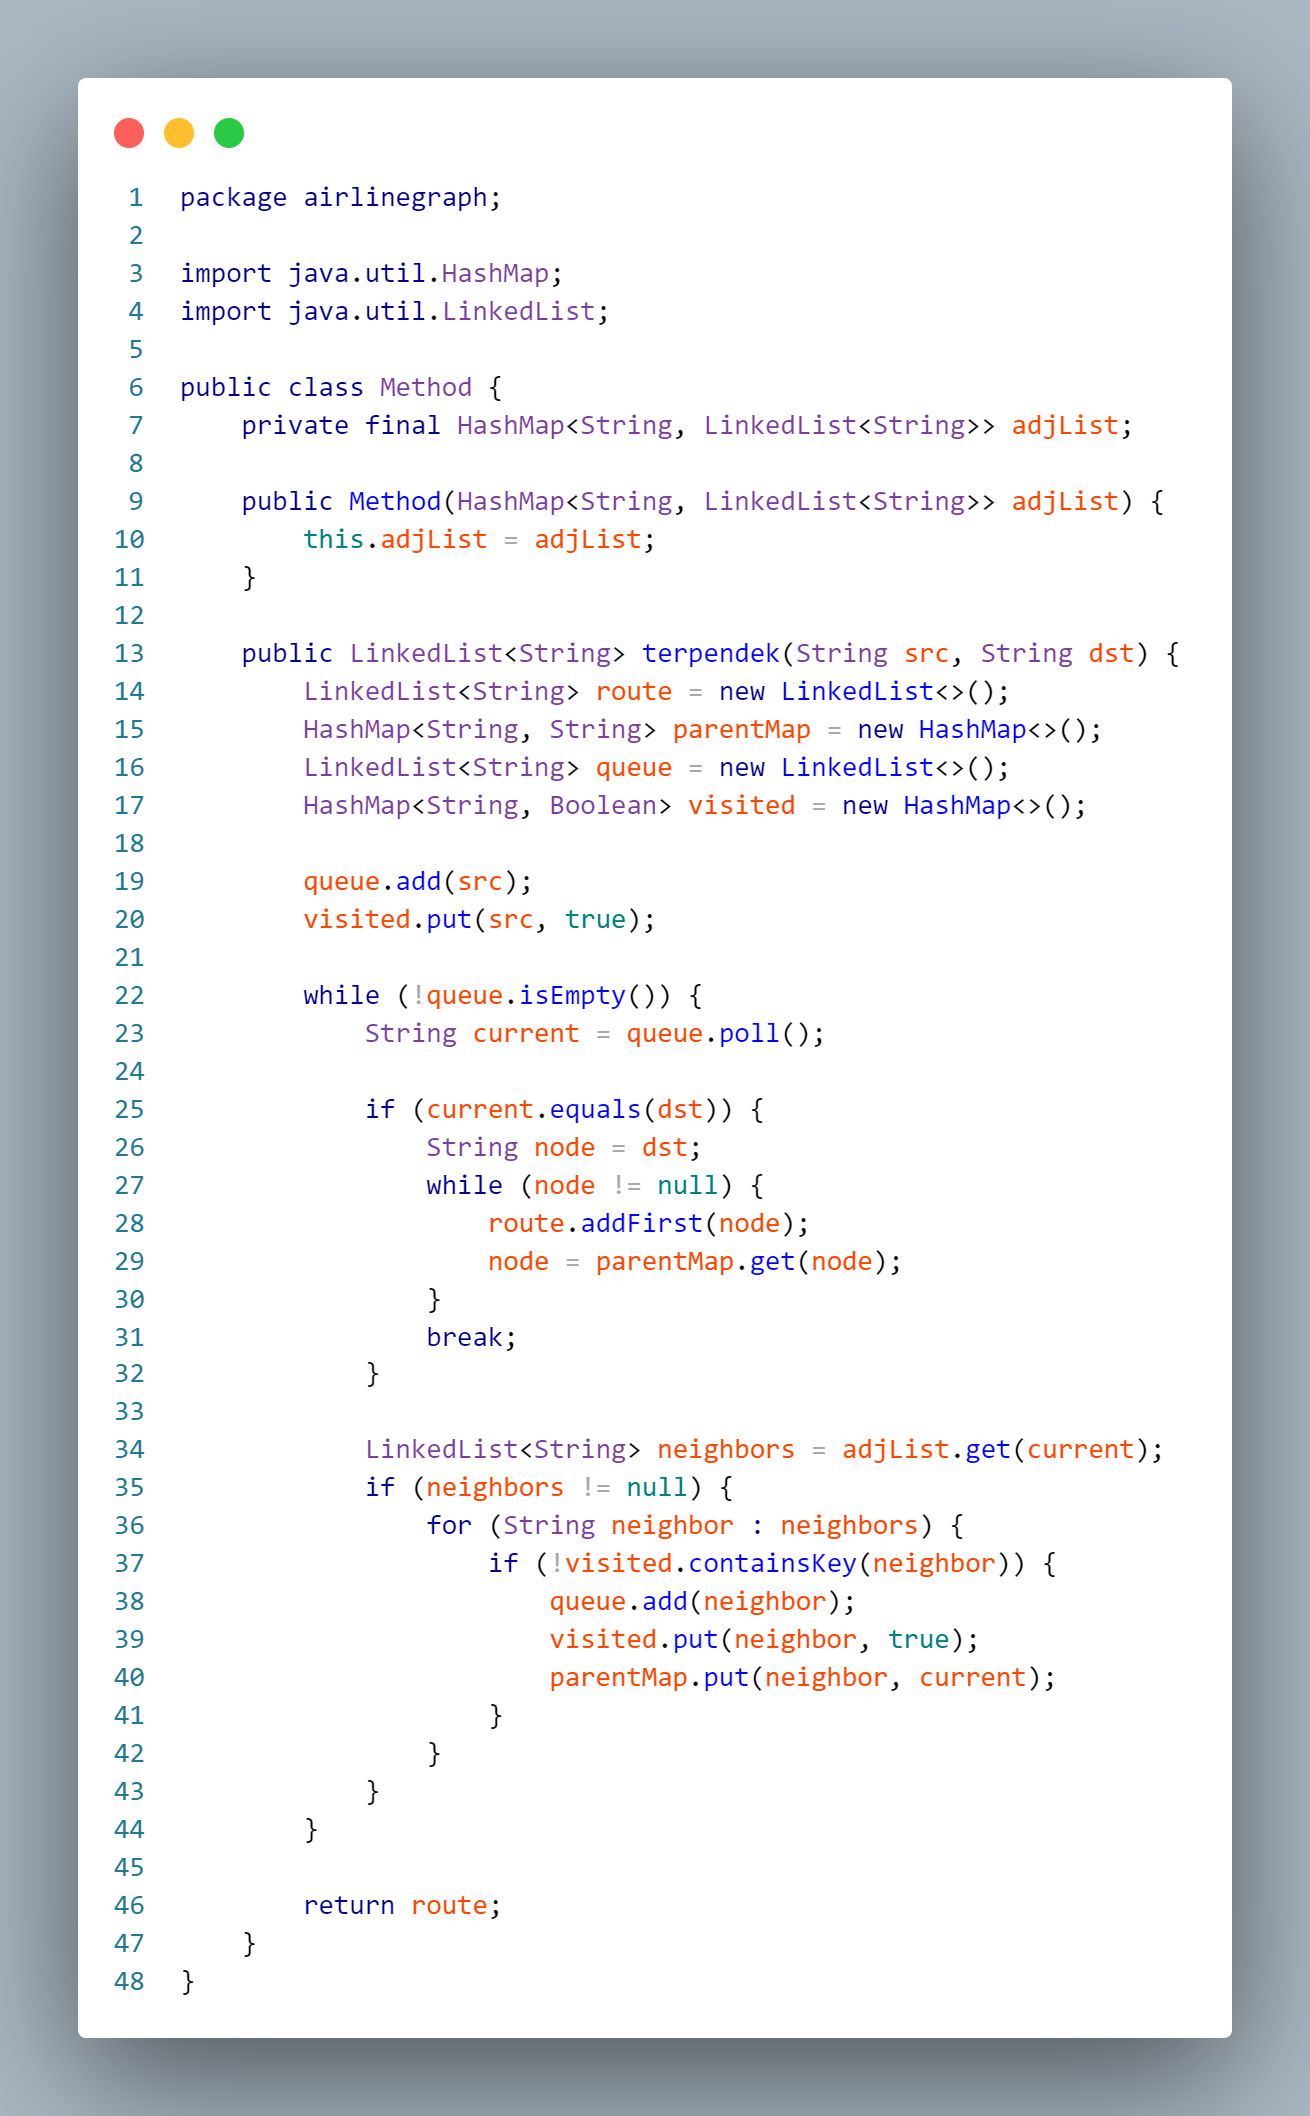 1 package airlinegraph;
2
3 import java.util.HashMap;
4 import java.util.LinkedList;
5
6 public class Method {
7     private final HashMap<String, LinkedList<String>> adjList;
8
9     public Method(HashMap<String, LinkedList<String>> adjList) {
10         this.adjList = adjList;
11     }
12
13     public LinkedList<String> terpendek(String src, String dst) {
14         LinkedList<String> route = new LinkedList<>();
15         HashMap<String, String> parentMap = new HashMap<>();
16         LinkedList<String> queue = new LinkedList<>();
17         HashMap<String, Boolean> visited = new HashMap<>();
18
19         queue.add(src);
20         visited.put(src, true);
21
22         while (!queue.isEmpty()) {
23             String current = queue.poll();
24
25             if (current.equals(dst)) {
26                 String node = dst;
27                 while (node != null) {
28                     route.addFirst(node);
29                     node = parentMap.get(node);
30                 }
31                 break;
32             }
33
34             LinkedList<String> neighbors = adjList.get(current);
35             if (neighbors != null) {
36                 for (String neighbor : neighbors) {
37                     if (!visited.containsKey(neighbor)) {
38                         queue.add(neighbor);
39                         visited.put(neighbor, true);
40                         parentMap.put(neighbor, current);
41                     }
42                 }
43             }
44         }
45
46         return route;
47     }
48 }